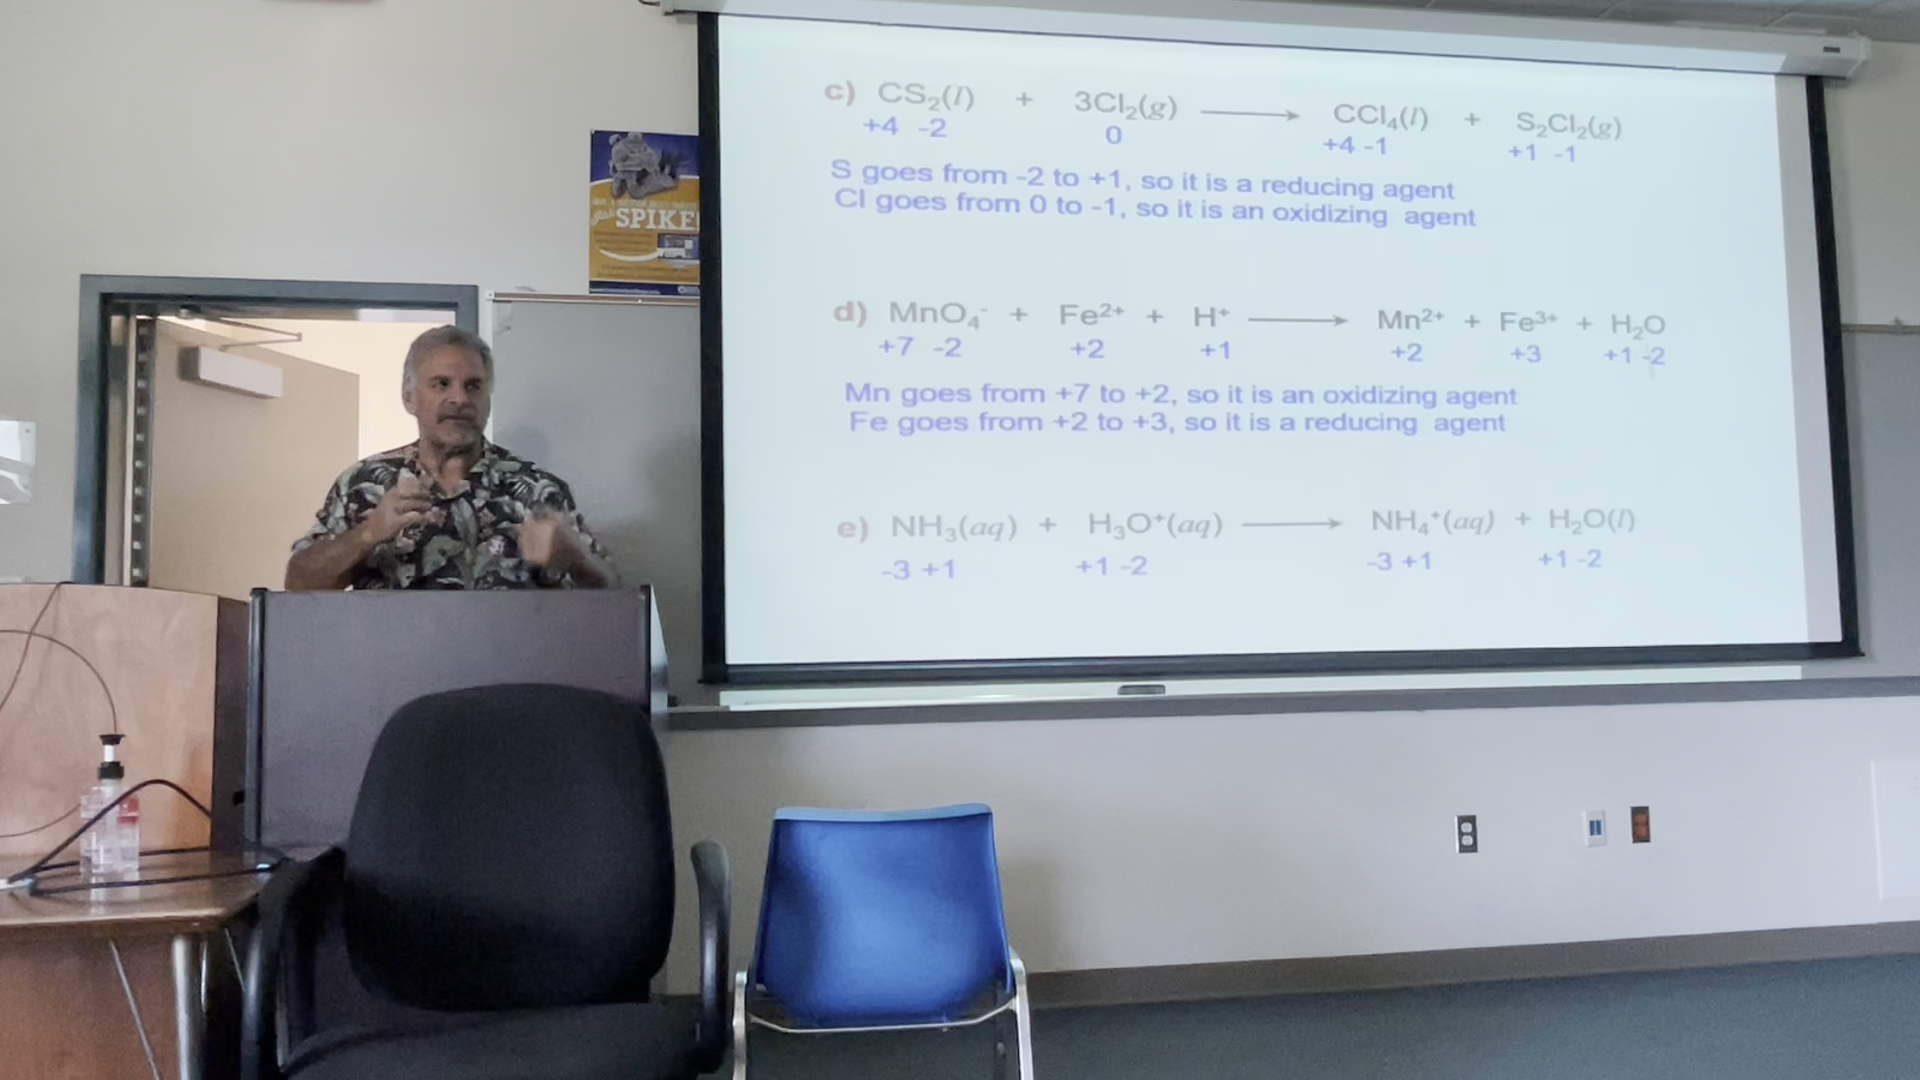 c) CS₂(l) + 3Cl₂(g) ⟶ CCl₄(l) + S₂Cl₂(g)
+4 -2 0 +4 -1 +1 -1
S goes from -2 to +1, so it is a reducing agent
Cl goes from 0 to -1, so it is an oxidizing agent
d) MnO₄⁻ + Fe²⁺ + H⁺ ⟶ Mn²⁺ + Fe³⁺ + H₂O
+7 -2 +2 +1 +2 +3 +1 -2
Mn goes from +7 to +2, so it is an oxidizing agent
Fe goes from +2 to +3, so it is a reducing agent
e) NH₃(aq) + H₃O⁺(aq) ⟶ NH₄⁺(aq) + H₂O(l)
-3 +1 +1 -2 -3 +1 +1 -2
SPIKE